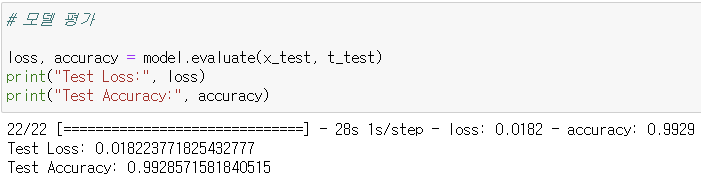 # 모델 평가
loss, accuracy = model.evaluate(x_test, t_test)
print("Test Loss:", loss)
print("Test Accuracy:", accuracy)
22/22 [==============================] - 28s 1s/step - loss: 0.0182 - accuracy: 0.9929
Test Loss: 0.018223771825432777
Test Accuracy: 0.9928571581840515